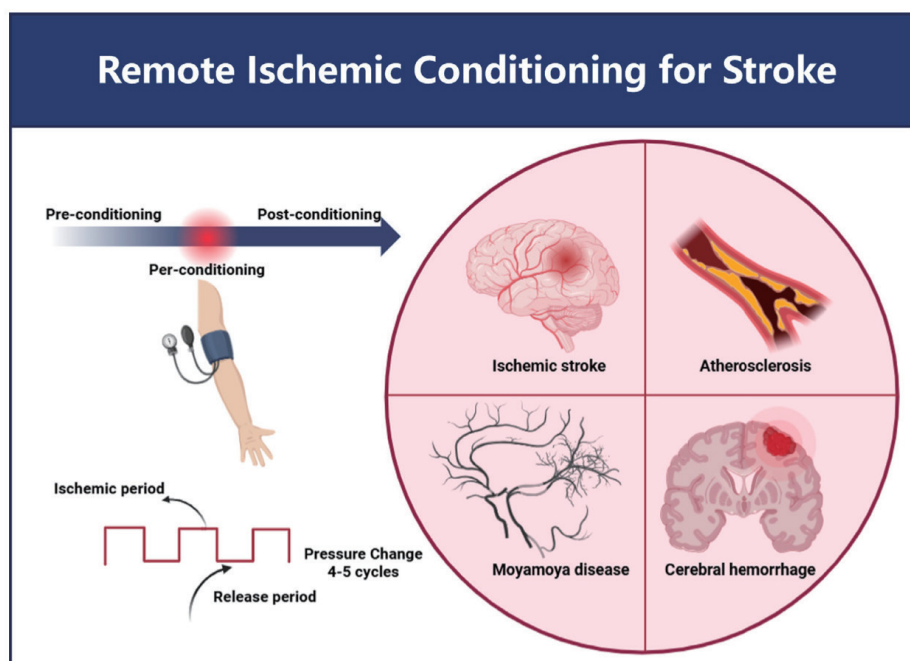 Remote Ischemic Conditioning for Stroke
Pre-conditioning
Post-conditioning
Per-conditioning
Ischemic period
Pressure Change
4-5 cycles
Release period
Ischemic stroke
Atherosclerosis
Moyamoya disease
Cerebral hemorrhage